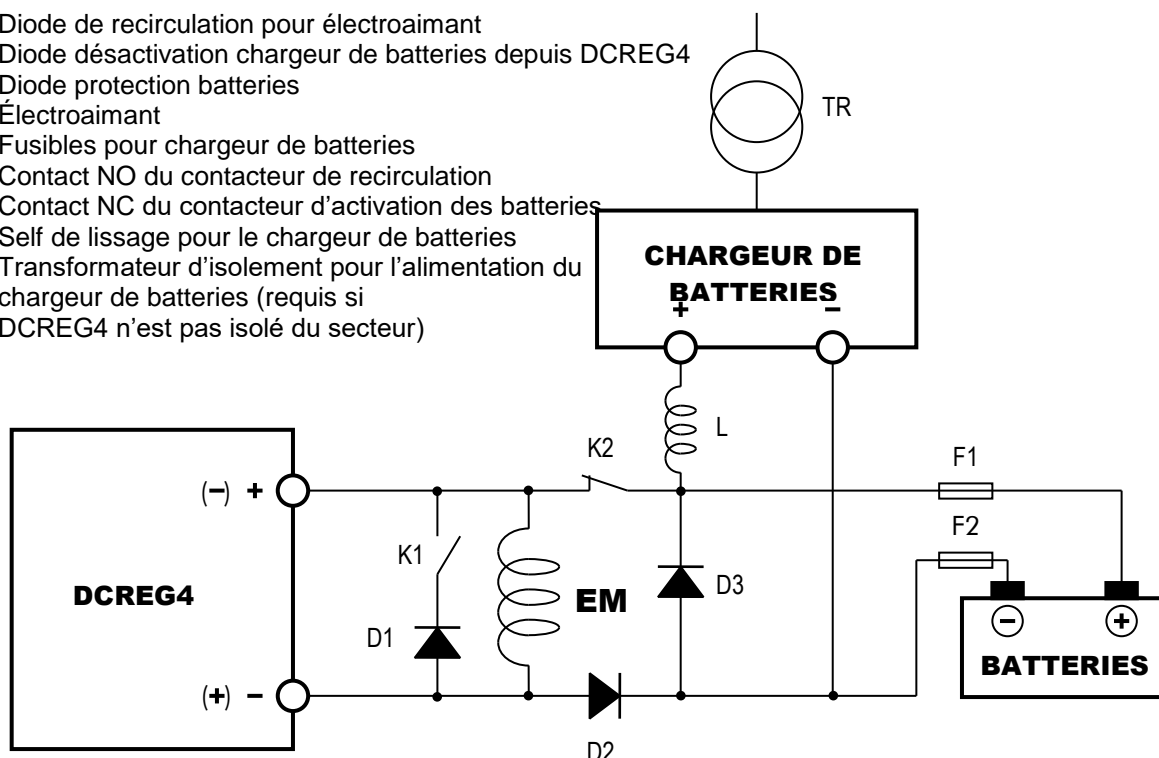 Diode de recirculation pour électroaimant
Diode désactivation chargeur de batteries depuis DCREG4
Diode protection batteries
Électroaimant
Fusibles pour chargeur de batteries
Contact NO du contacteur de recirculation
Contact NC du contacteur d'activation des batteries
Self de lissage pour le chargeur de batteries
Transformateur d'isolement pour l'alimentation du
chargeur de batteries (requis si
DCREG4 n'est pas isolé du secteur)
TR
CHARGEUR DE
BATTERIES
+ −
L
K2
F1
(−) +
F2
K1
DCREG4
EM
D3
− +
D1
BATTERIES
(+) −
D2